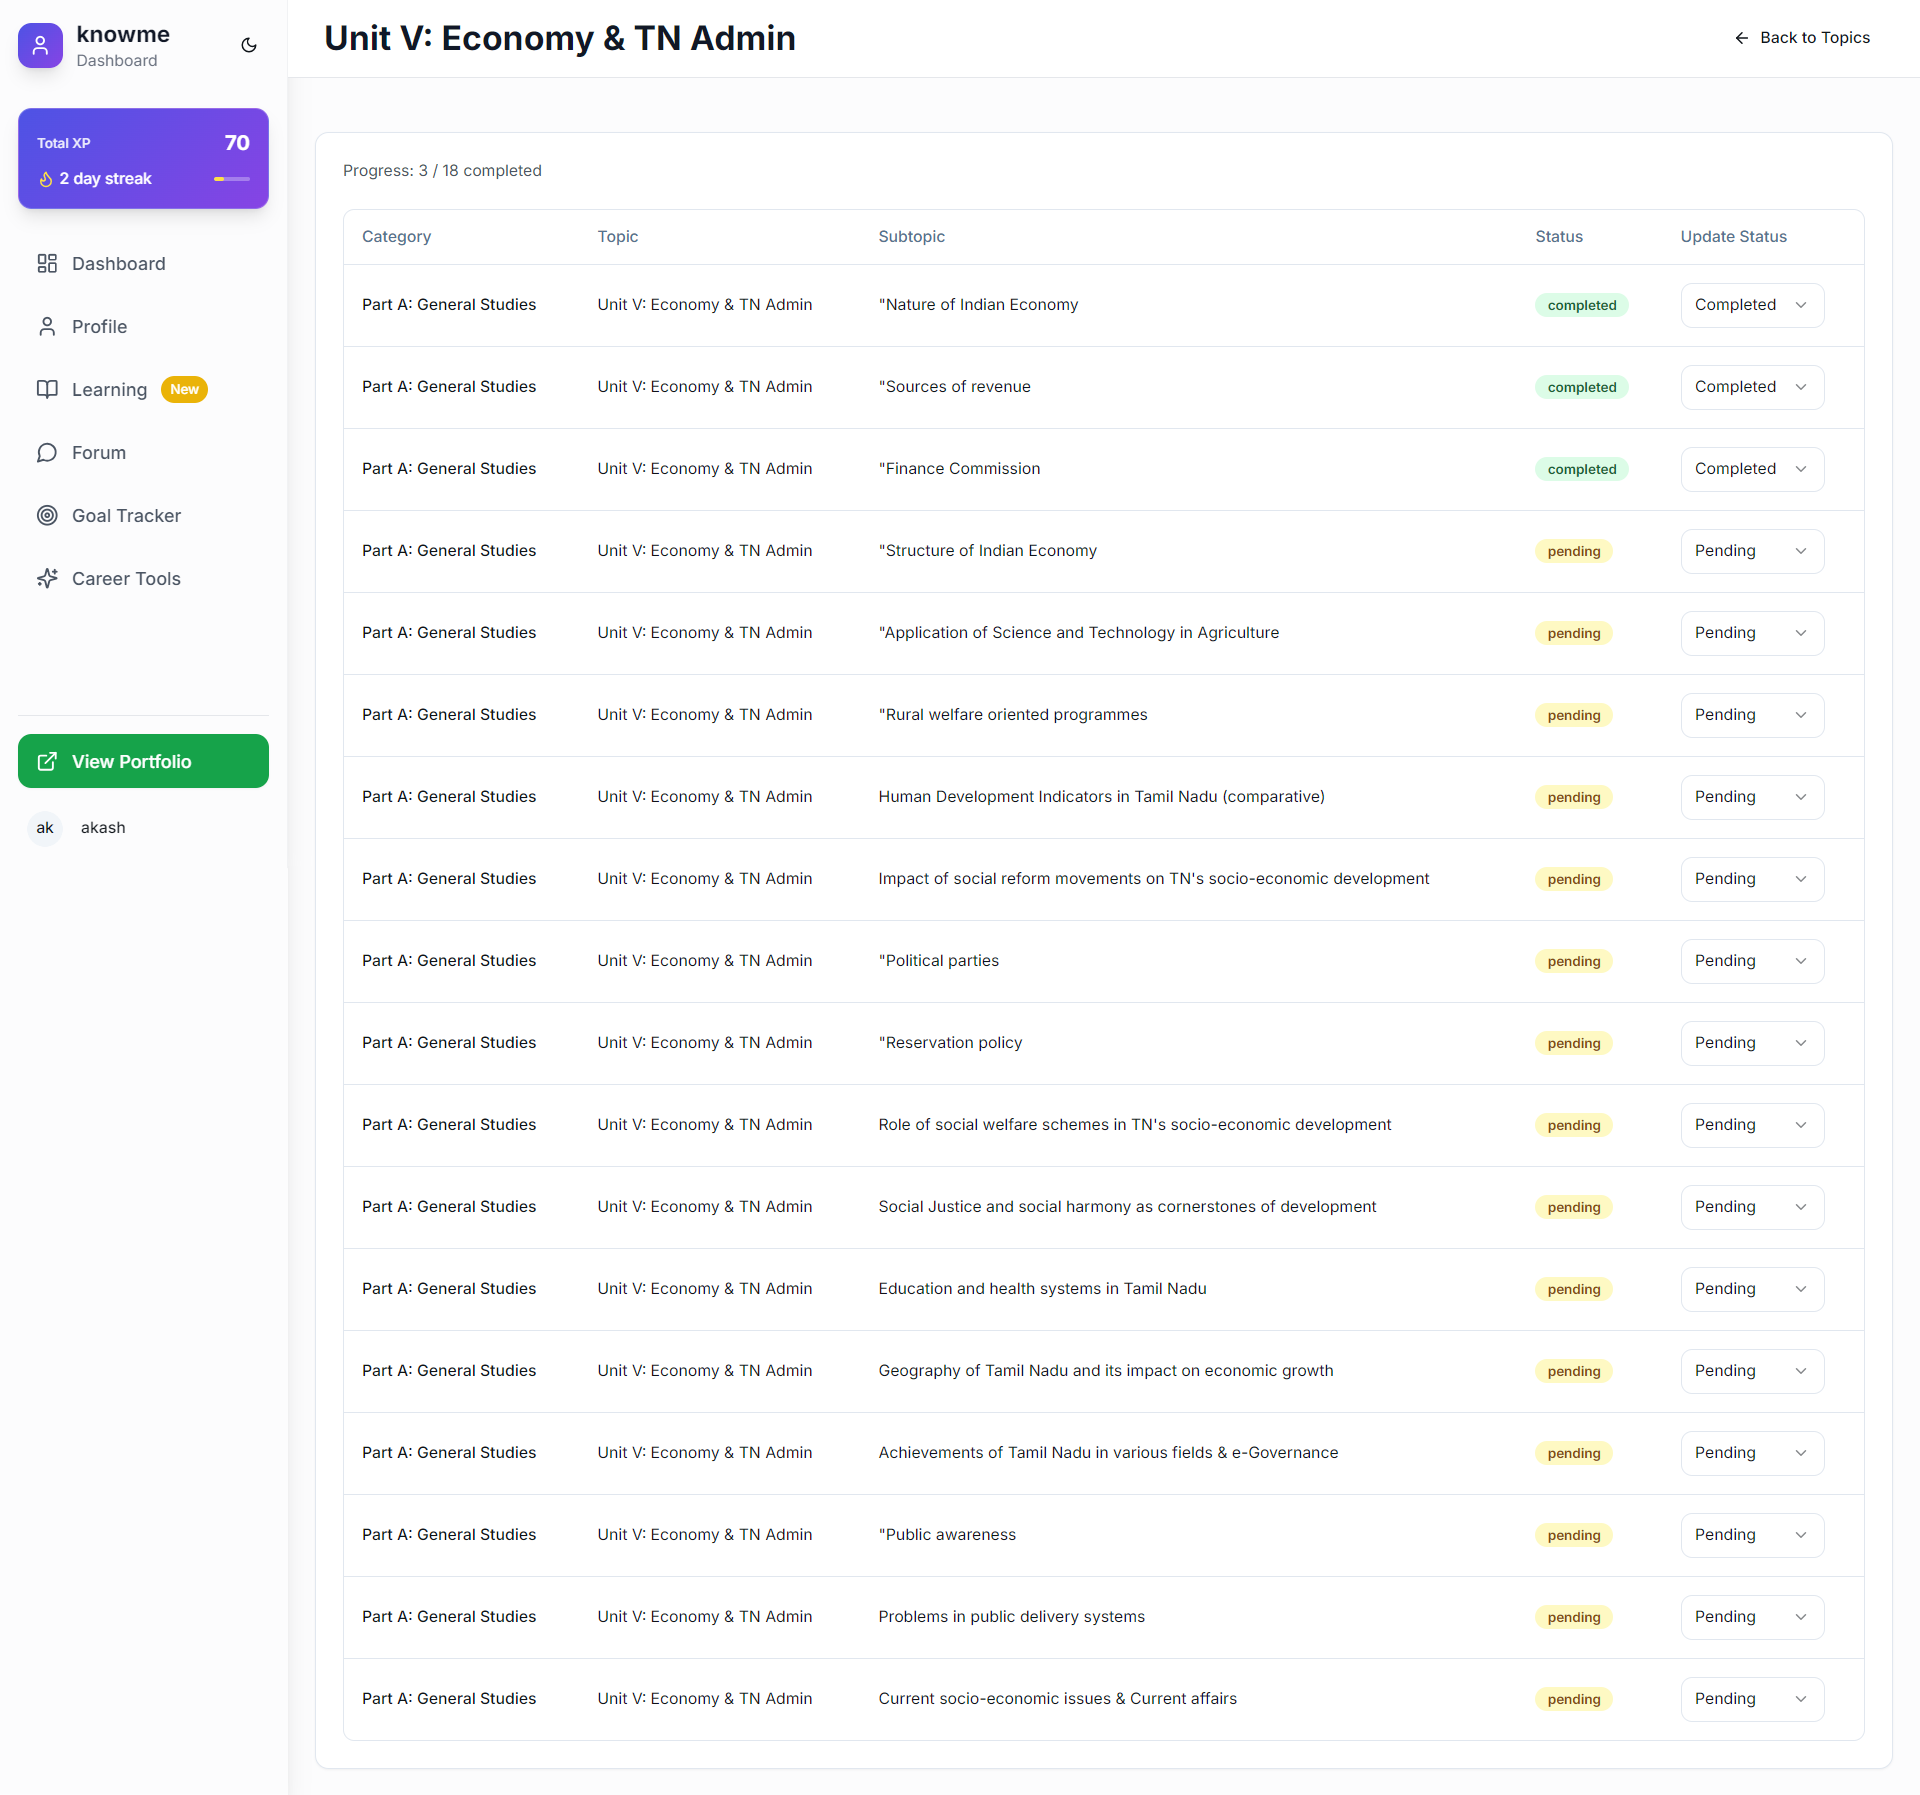 knowme
Dashboard
Total XP 70
2 day streak
Dashboard
Profile
Learning New
Forum
Goal Tracker
Career Tools
View Portfolio
ak akash
Unit V: Economy & TN Admin
Back to Topics
Progress: 3 / 18 completed
Category Topic Subtopic Status Update Status
Part A: General Studies Unit V: Economy & TN Admin "Nature of Indian Economy completed Completed
Part A: General Studies Unit V: Economy & TN Admin "Sources of revenue completed Completed
Part A: General Studies Unit V: Economy & TN Admin "Finance Commission completed Completed
Part A: General Studies Unit V: Economy & TN Admin "Structure of Indian Economy pending Pending
Part A: General Studies Unit V: Economy & TN Admin "Application of Science and Technology in Agriculture pending Pending
Part A: General Studies Unit V: Economy & TN Admin "Rural welfare oriented programmes pending Pending
Part A: General Studies Unit V: Economy & TN Admin Human Development Indicators in Tamil Nadu (comparative) pending Pending
Part A: General Studies Unit V: Economy & TN Admin Impact of social reform movements on TN's socio-economic development pending Pending
Part A: General Studies Unit V: Economy & TN Admin "Political parties pending Pending
Part A: General Studies Unit V: Economy & TN Admin "Reservation policy pending Pending
Part A: General Studies Unit V: Economy & TN Admin Role of social welfare schemes in TN's socio-economic development pending Pending
Part A: General Studies Unit V: Economy & TN Admin Social Justice and social harmony as cornerstones of development pending Pending
Part A: General Studies Unit V: Economy & TN Admin Education and health systems in Tamil Nadu pending Pending
Part A: General Studies Unit V: Economy & TN Admin Geography of Tamil Nadu and its impact on economic growth pending Pending
Part A: General Studies Unit V: Economy & TN Admin Achievements of Tamil Nadu in various fields & e-Governance pending Pending
Part A: General Studies Unit V: Economy & TN Admin "Public awareness pending Pending
Part A: General Studies Unit V: Economy & TN Admin Problems in public delivery systems pending Pending
Part A: General Studies Unit V: Economy & TN Admin Current socio-economic issues & Current affairs pending Pending